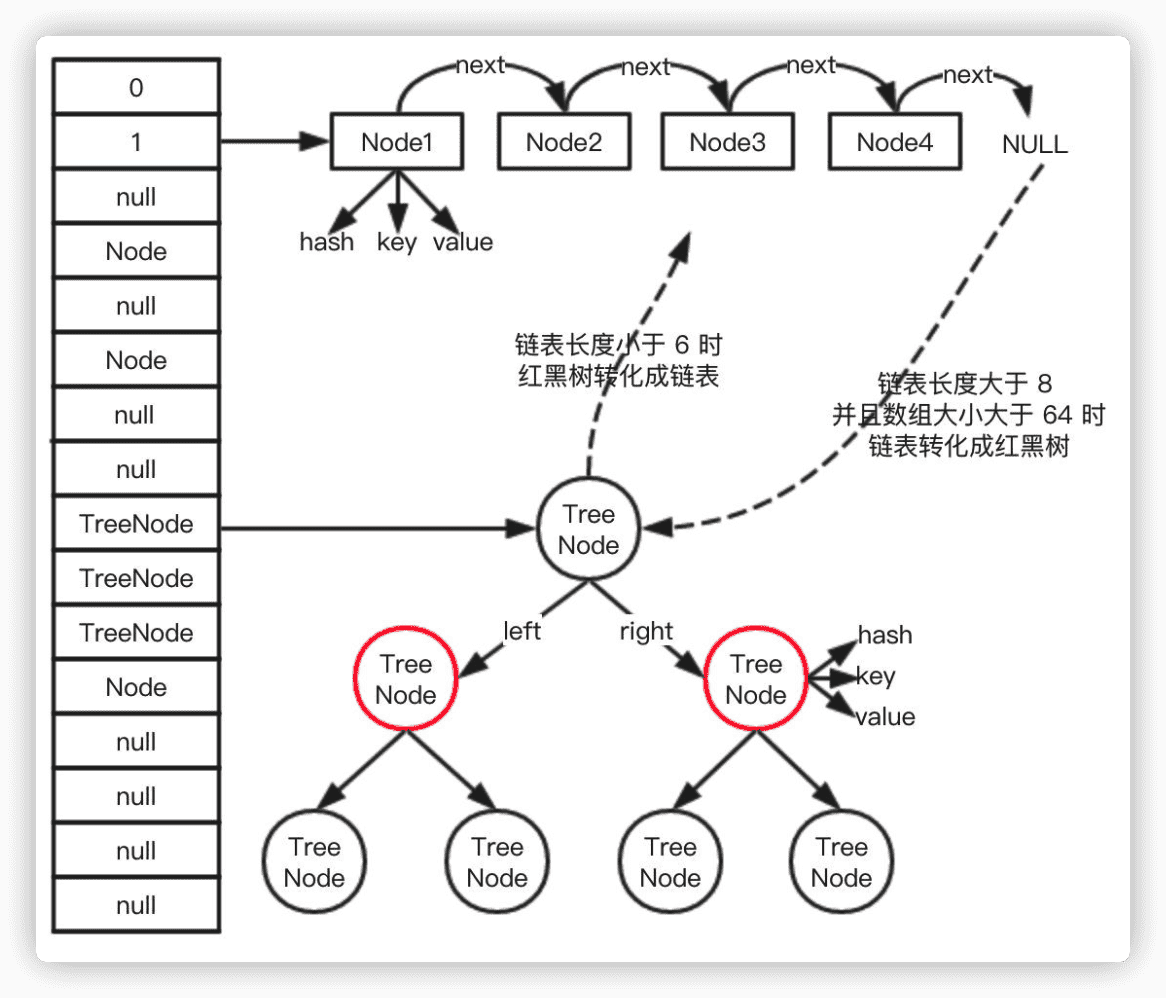 0
1
null
Node
null
Node
null
null
TreeNode
TreeNode
TreeNode
Node
null
null
null
null
next
next
next
next
Node1
Node2
Node3
Node4
NULL
hash
key
value
链表长度小于 6 时
红黑树转化成链表
链表长度大于 8
并且数组大小大于 64 时
链表转化成红黑树
Tree
Node
left
right
Tree
Node
Tree
Node
hash
key
value
Tree
Node
Tree
Node
Tree
Node
Tree
Node